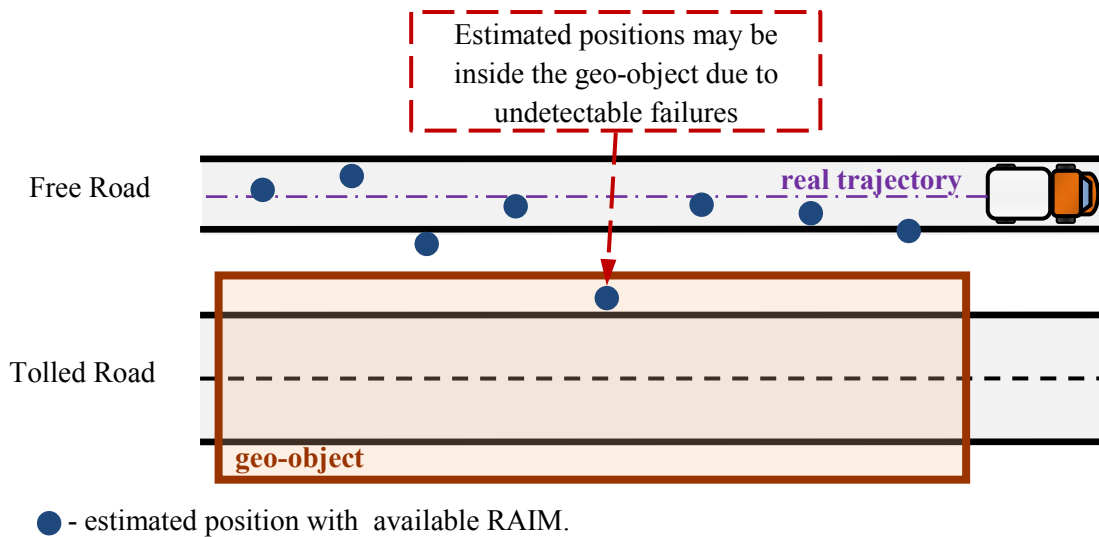 Estimated positions may be
inside the geo-object due to
undetectable failures
Free Road
real trajectory
Tolled Road
geo-object
- estimated position with available RAIM.